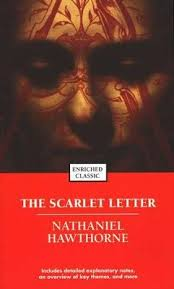 ENRICHED
CLASSIC
THE SCARLET LETTER
NATHANIEL
HAWTHORNE
Includes detailed explanatory notes,
an overview of key themes, and more